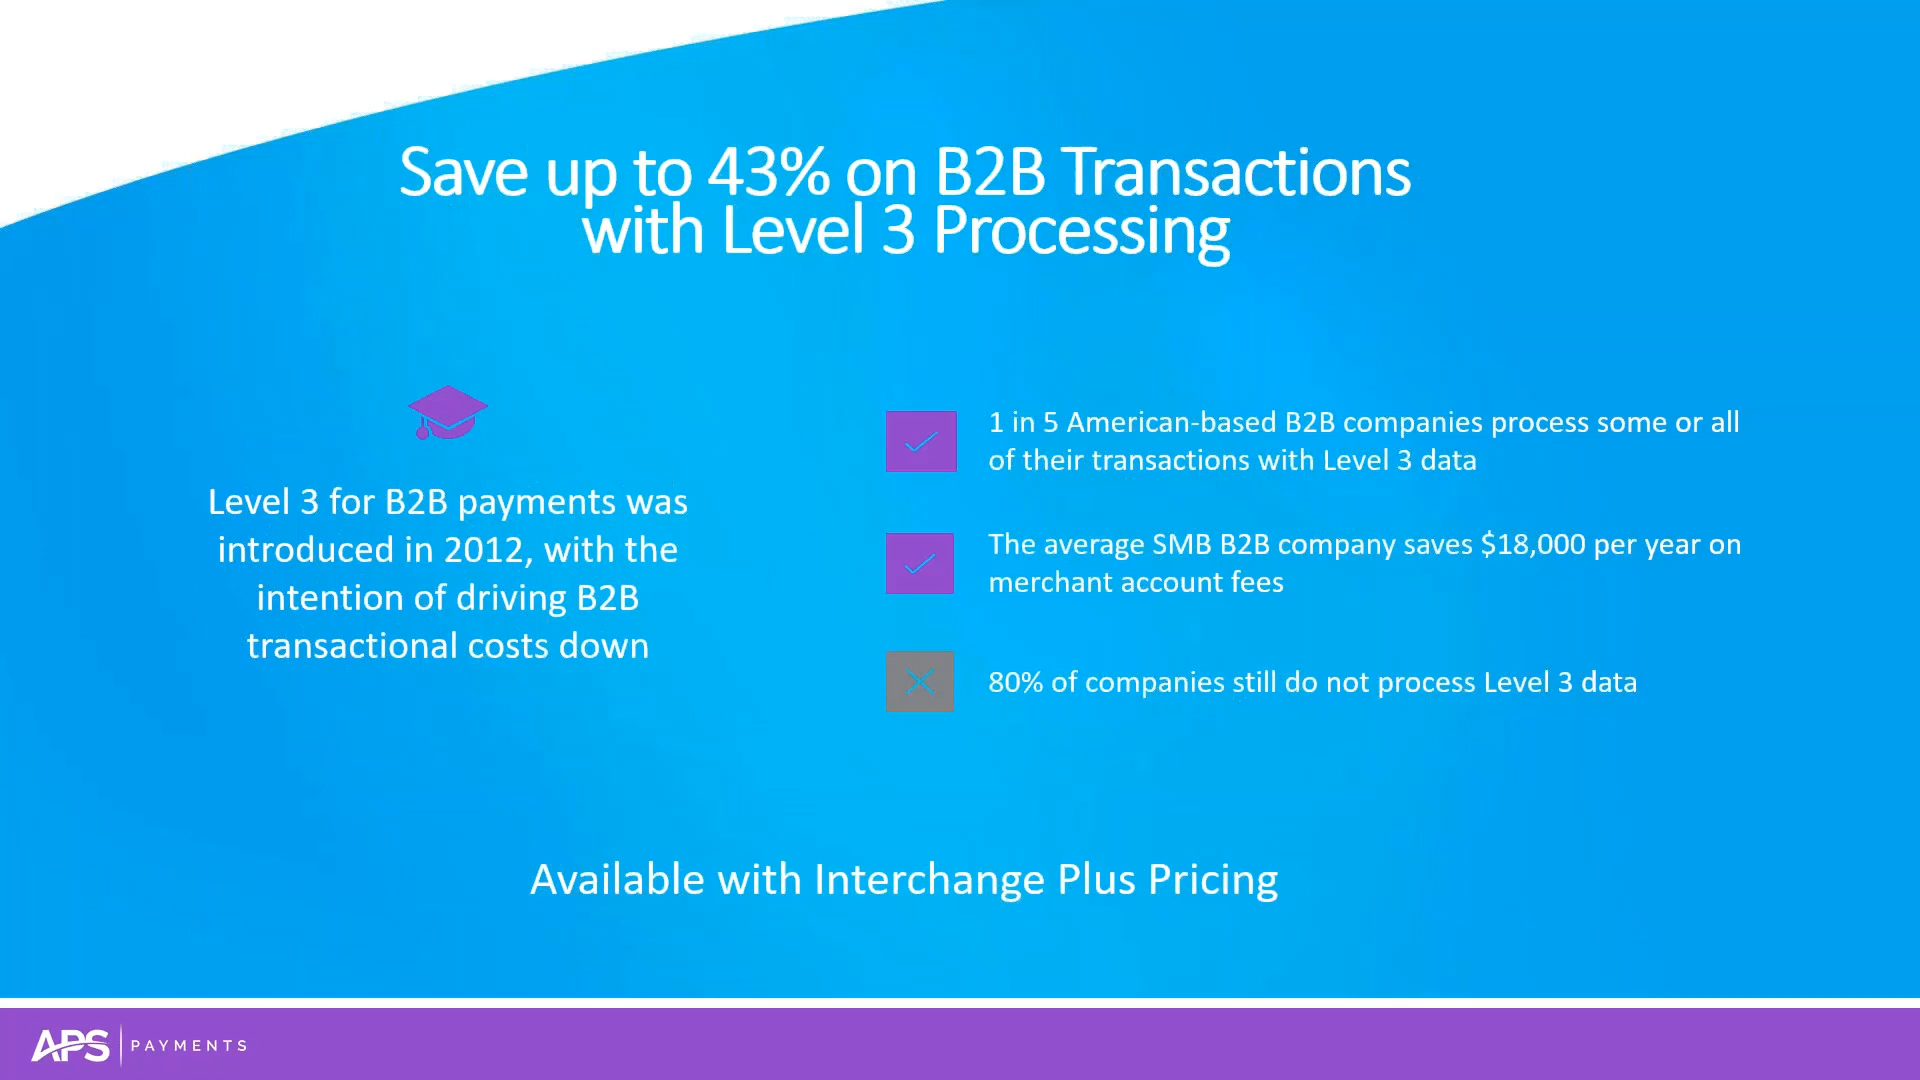 Save up to 43% on B2B Transactions
with Level 3 Processing
Level 3 for B2B payments was
introduced in 2012, with the
intention of driving B2B
transactional costs down
1 in 5 American-based B2B companies process some or all
of their transactions with Level 3 data
The average SMB B2B company saves $18,000 per year on
merchant account fees
80% of companies still do not process Level 3 data
Available with Interchange Plus Pricing
APS PAYMENTS